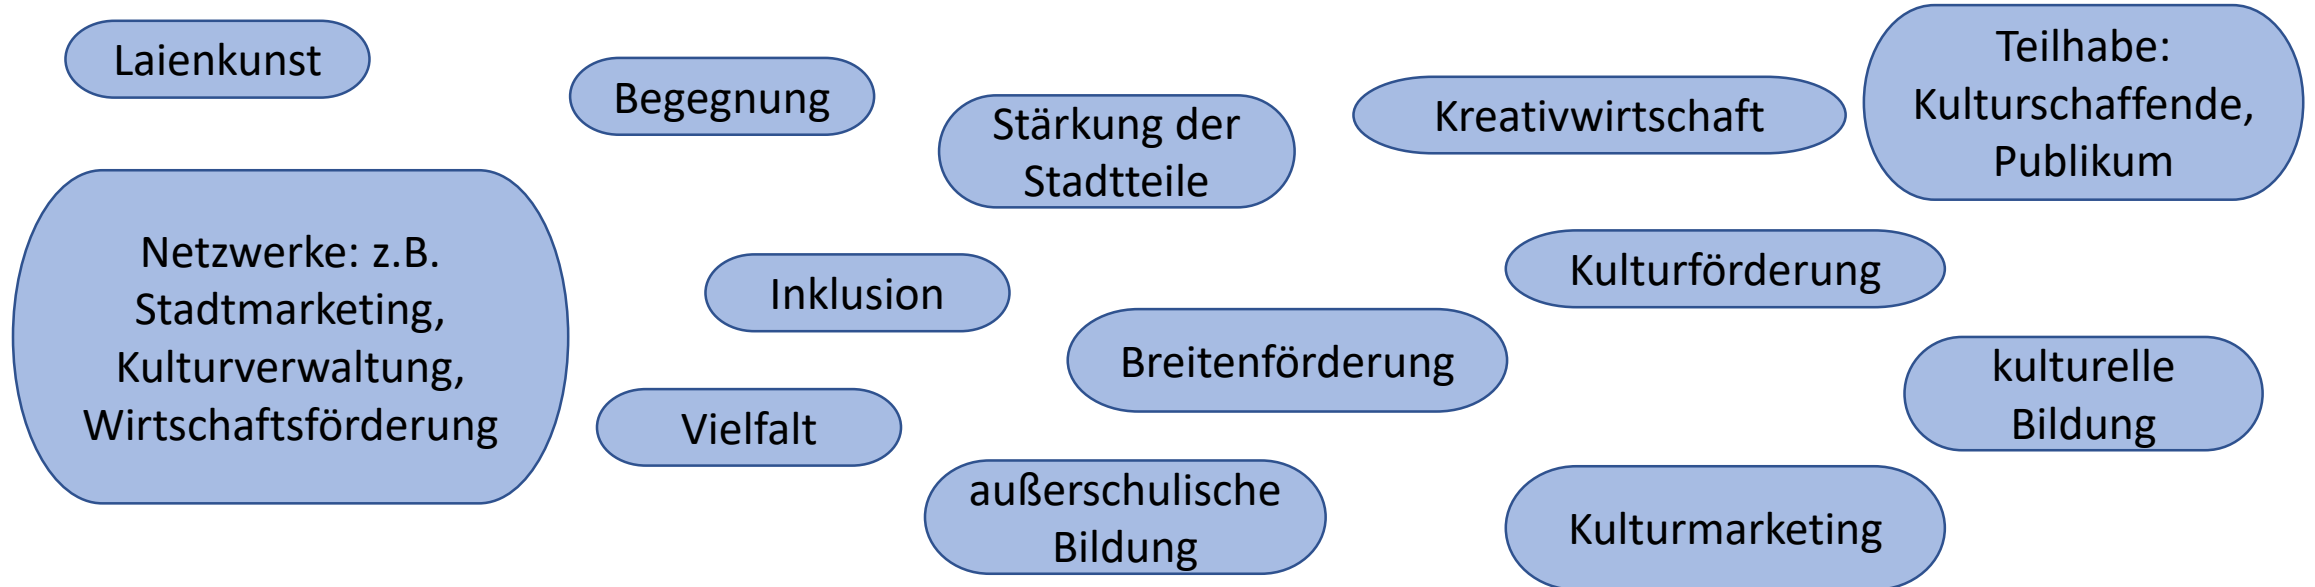 Laienkunst
Begegnung
Stärkung der
Stadtteile
Kreativwirtschaft
Teilhabe:
Kulturschaffende,
Publikum
Netzwerke: z.B.
Stadtmarketing,
Kulturverwaltung,
Wirtschaftsförderung
Inklusion
Kulturförderung
Breitenförderung
kulturelle
Bildung
Vielfalt
außerschulische
Bildung
Kulturmarketing